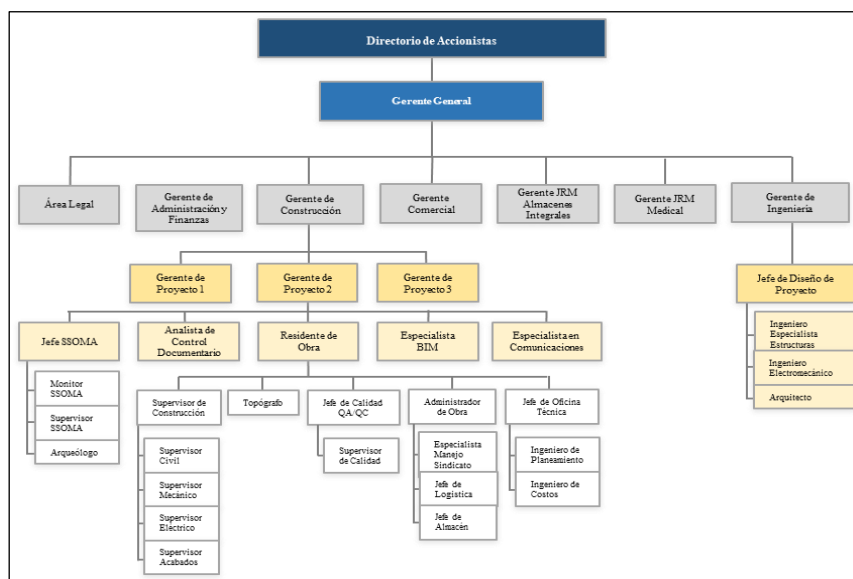 Directorio de Accionistas
Gerente General
Área Legal
Gerente de
Administración y
Finanzas
Gerente de
Construcción
Gerente
Comercial
Gerente JRM
Almacenes
Integrales
Gerente JRM
Medical
Gerente de
Ingenieria
Gerente de
Proyecto 1
Gerente de
Proyecto 2
Gerente de
Proyecto 3
Jefe de Diseño de
Proyecto
Jefe SSOMA
Analista de
Control
Documentario
Residente de
Obra
Especialista
BIM
Especialista en
Comunicaciones
Ingeniero
Especialista
Estructuras
Ingeniero
Electromecánico
Arquitecto
Monitor
SSOMA
Supervisor
SSOMA
Arqueólogo
Supervisor de
Construcción
Topógrafo
Jefe de Calidad
QA/QC
Administrador
de Obra
Jefe de Oficina
Técnica
Supervisor
Civil
Supervisor
Mecánico
Supervisor
Eléctrico
Supervisor
Acabados
Supervisor
de Calidad
Especialista
Manejo
Sindicato
Jefe de
Logística
Jefe de
Almacén
Ingeniero de
Planeamiento
Ingeniero de
Costos